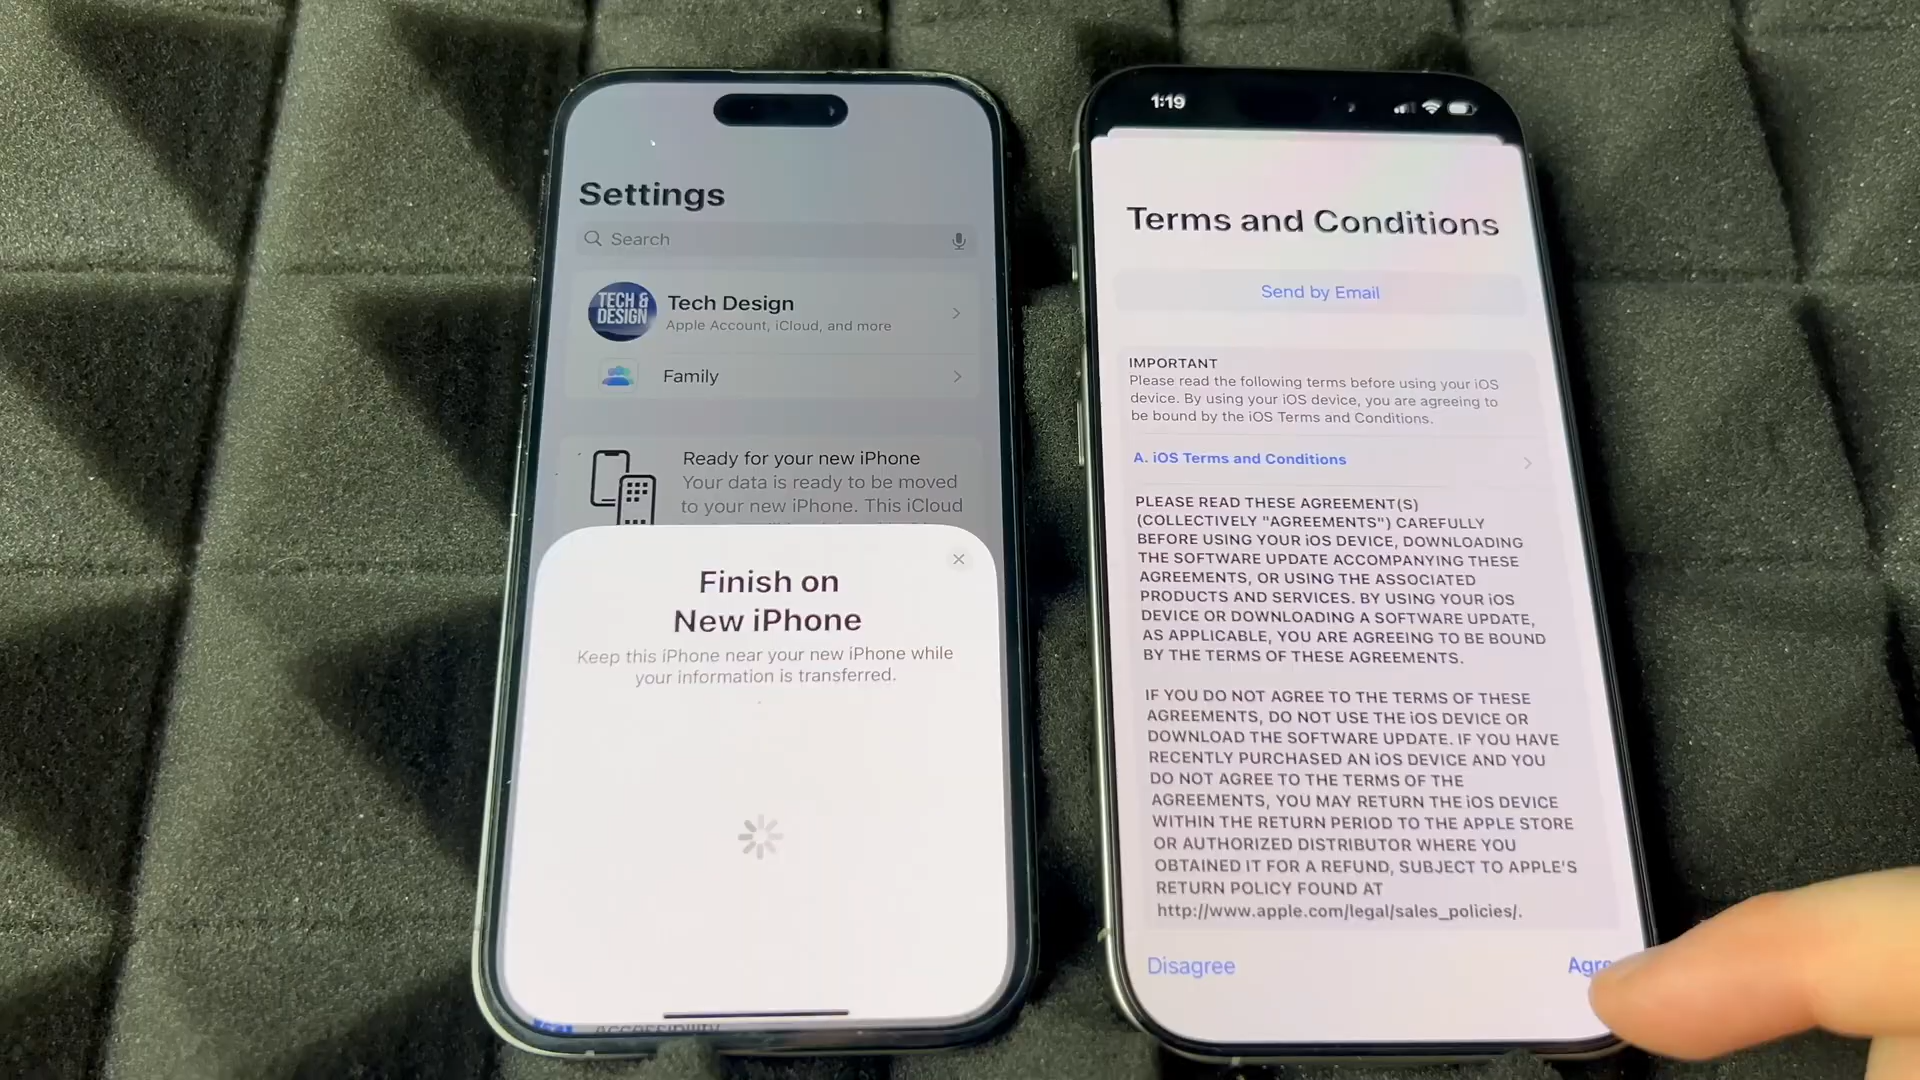 Settings
Search
TECH &
DESIGN
Tech Design
Apple Account, iCloud, and more
Family
Ready for your new iPhone
Your data is ready to be moved
to your new iPhone. This iCloud
Finish on
New iPhone
Keep this iPhone near your new iPhone while
your information is transferred.
1:19
Terms and Conditions
Send by Email
IMPORTANT
Please read the following terms before using your iOS
device. By using your iOS device, you are agreeing to
be bound by the iOS Terms and Conditions.
A. iOS Terms and Conditions
PLEASE READ THESE AGREEMENT(S)
(COLLECTIVELY "AGREEMENTS") CAREFULLY
BEFORE USING YOUR iOS DEVICE, DOWNLOADING
THE SOFTWARE UPDATE ACCOMPANYING THESE
AGREEMENTS, OR USING THE ASSOCIATED
PRODUCTS AND SERVICES. BY USING YOUR iOS
DEVICE OR DOWNLOADING A SOFTWARE UPDATE,
AS APPLICABLE, YOU ARE AGREEING TO BE BOUND
BY THE TERMS OF THESE AGREEMENTS.
IF YOU DO NOT AGREE TO THE TERMS OF THESE
AGREEMENTS, DO NOT USE THE iOS DEVICE OR
DOWNLOAD THE SOFTWARE UPDATE. IF YOU HAVE
RECENTLY PURCHASED AN iOS DEVICE AND YOU
DO NOT AGREE TO THE TERMS OF THE
AGREEMENTS, YOU MAY RETURN THE iOS DEVICE
WITHIN THE RETURN PERIOD TO THE APPLE STORE
OR AUTHORIZED DISTRIBUTOR WHERE YOU
OBTAINED IT FOR A REFUND, SUBJECT TO APPLE'S
RETURN POLICY FOUND AT
http://www.apple.com/legal/sales_policies/.
Disagree
Agre